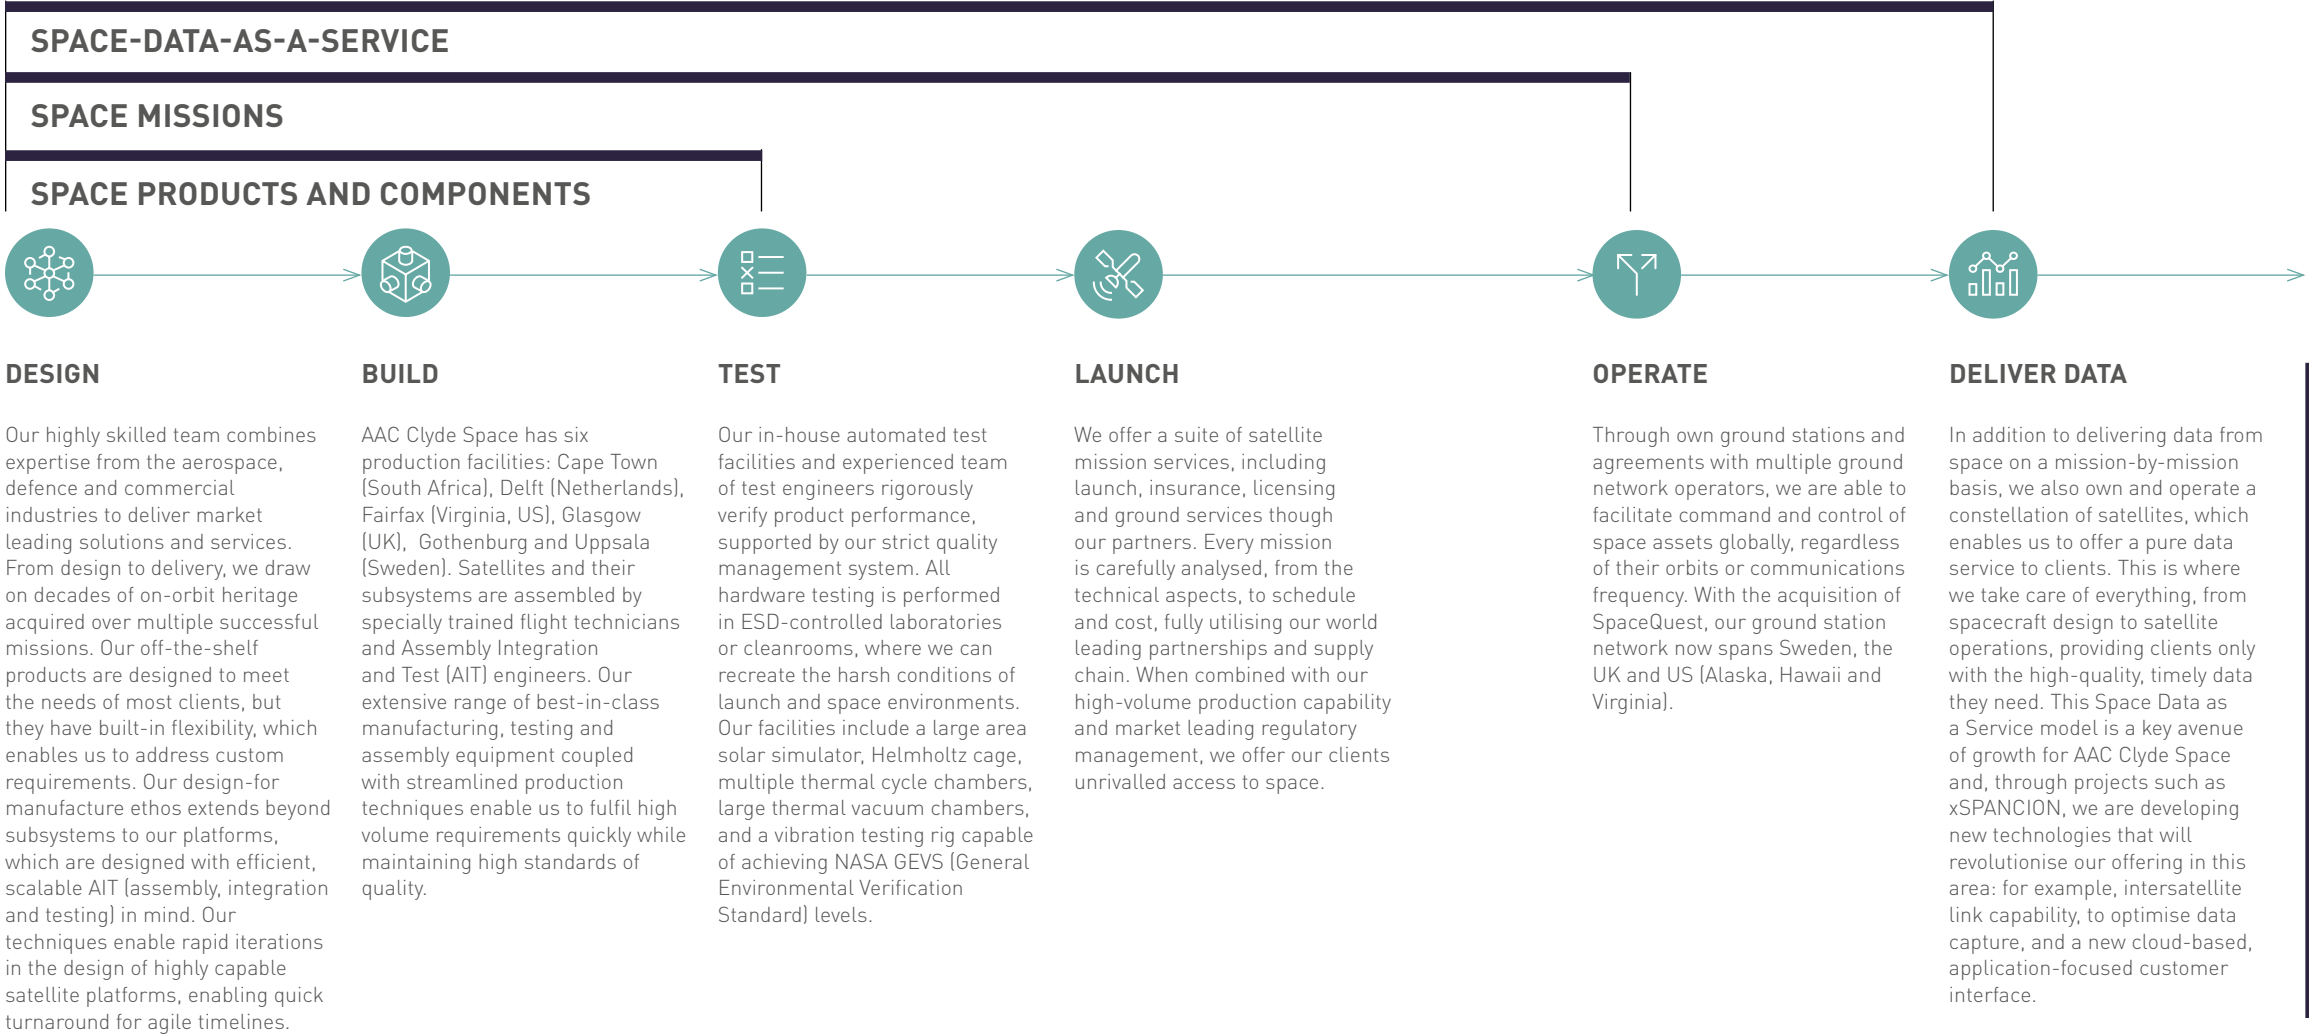 SPACE-DATA-AS-A-SERVICE
SPACE MISSIONS
SPACE PRODUCTS AND COMPONENTS
DESIGN
Our highly skilled team combines
expertise from the aerospace,
defence and commercial
industries to deliver market
leading solutions and services.
From design to delivery, we draw
on decades of on-orbit heritage
acquired over multiple successful
missions. Our off-the-shelf
products are designed to meet
the needs of most clients, but
they have built-in flexibility, which
enables us to address custom
requirements. Our design-for
manufacture ethos extends beyond
subsystems to our platforms,
which are designed with efficient,
scalable AIT (assembly, integration
and testing) in mind. Our
techniques enable rapid iterations
in the design of highly capable
satellite platforms, enabling quick
turnaround for agile timelines.
BUILD
AAC Clyde Space has six
production facilities: Cape Town
(South Africa), Delft (Netherlands),
Fairfax (Virginia, US), Glasgow
(UK),  Gothenburg and Uppsala
(Sweden). Satellites and their
subsystems are assembled by
specially trained flight technicians
and Assembly Integration
and Test (AIT) engineers. Our
extensive range of best-in-class
manufacturing, testing and
assembly equipment coupled
with streamlined production
techniques enable us to fulfil high
volume requirements quickly while
maintaining high standards of
quality.
TEST
Our in-house automated test
facilities and experienced team
of test engineers rigorously
verify product performance,
supported by our strict quality
management system. All
hardware testing is performed
in ESD-controlled laboratories
or cleanrooms, where we can
recreate the harsh conditions of
launch and space environments.
Our facilities include a large area
solar simulator, Helmholtz cage,
multiple thermal cycle chambers,
large thermal vacuum chambers,
and a vibration testing rig capable
of achieving NASA GEVS (General
Environmental Verification
Standard) levels.
LAUNCH
We offer a suite of satellite
mission services, including
launch, insurance, licensing
and ground services though
our partners. Every mission
is carefully analysed, from the
technical aspects, to schedule
and cost, fully utilising our world
leading partnerships and supply
chain. When combined with our
high-volume production capability
and market leading regulatory
management, we offer our clients
unrivalled access to space.
OPERATE
Through own ground stations and
agreements with multiple ground
network operators, we are able to
facilitate command and control of
space assets globally, regardless
of their orbits or communications
frequency. With the acquisition of
SpaceQuest, our ground station
network now spans Sweden, the
UK and US (Alaska, Hawaii and
Virginia).
DELIVER DATA
In addition to delivering data from
space on a mission-by-mission
basis, we also own and operate a
constellation of satellites, which
enables us to offer a pure data
service to clients. This is where
we take care of everything, from
spacecraft design to satellite
operations, providing clients only
with the high-quality, timely data
they need. This Space Data as
a Service model is a key avenue
of growth for AAC Clyde Space
and, through projects such as
xSPANCION, we are developing
new technologies that will
revolutionise our offering in this
area: for example, intersatellite
link capability, to optimise data
capture, and a new cloud-based,
application-focused customer
interface.